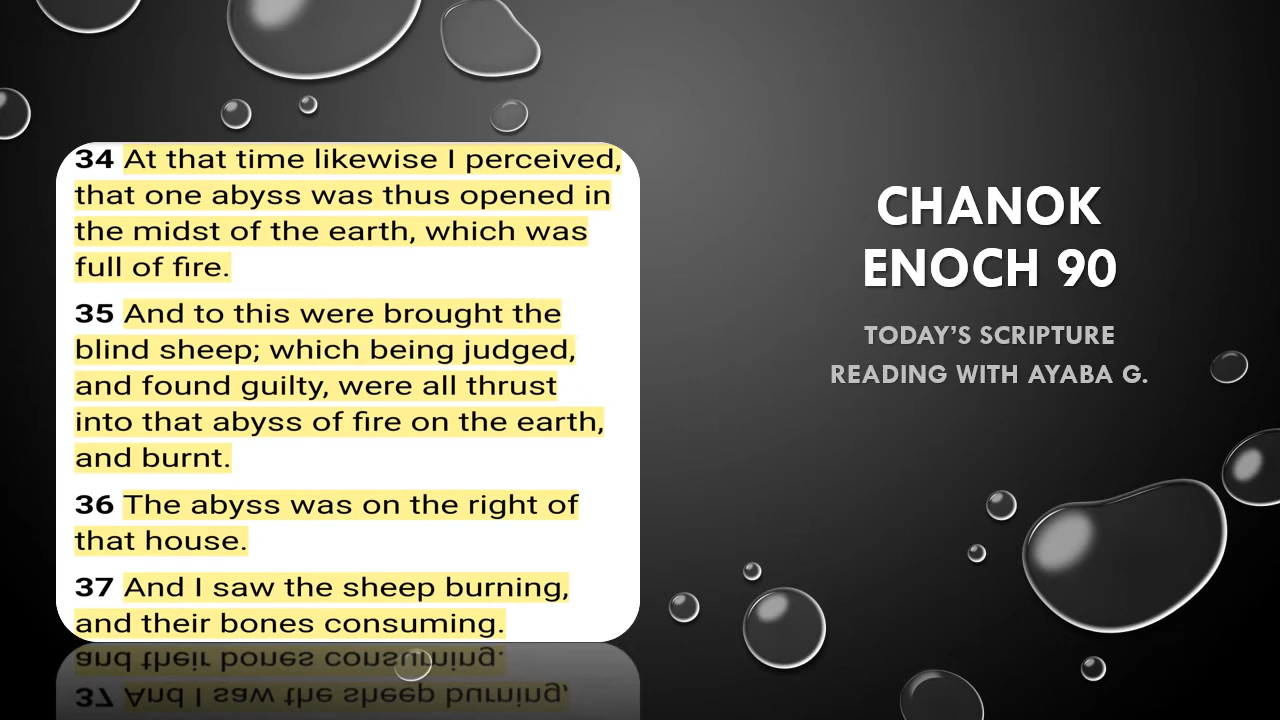 34 At that time likewise I perceived,
that one abyss was thus opened in
the midst of the earth, which was
full of fire.
35 And to this were brought the
blind sheep; which being judged,
and found guilty, were all thrust
into that abyss of fire on the earth,
and burnt.
36 The abyss was on the right of
that house.
37 And I saw the sheep burning,
and their bones consuming.
CHANOK
ENOCH 90
TODAY'S SCRIPTURE
READING WITH AYABA G.